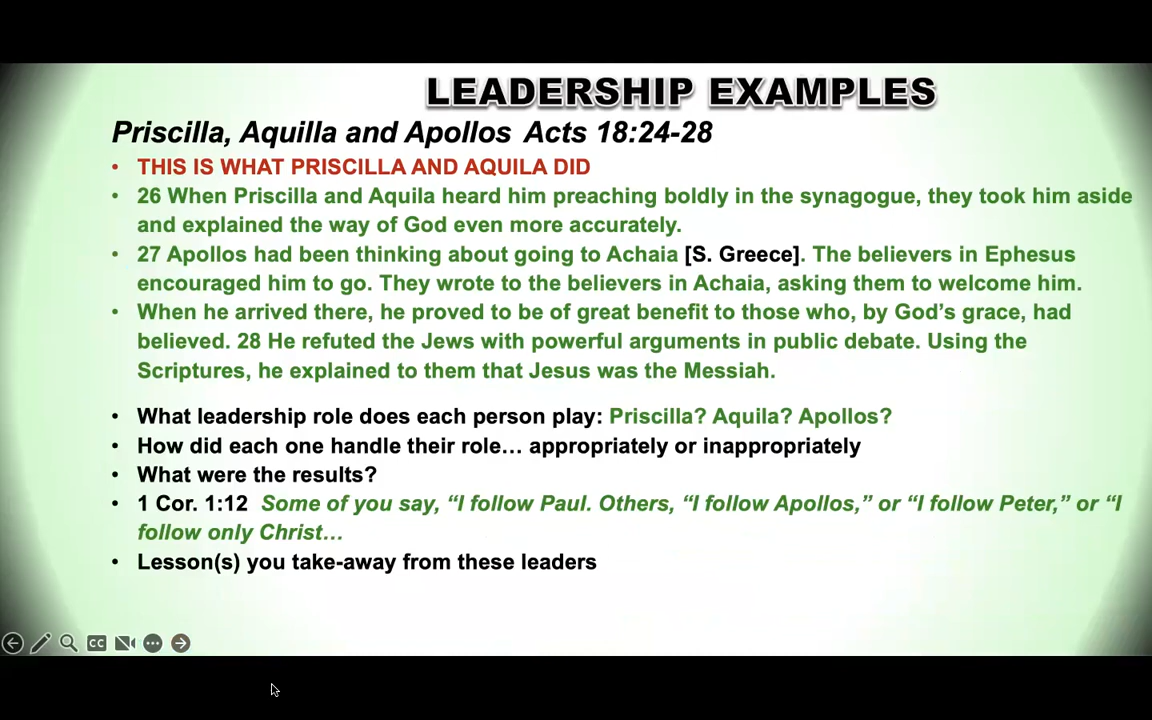 LEADERSHIP EXAMPLES
Priscilla, Aquilla and Apollos Acts 18:24-28
• THIS IS WHAT PRISCILLA AND AQUILA DID
• 26 When Priscilla and Aquila heard him preaching boldly in the synagogue, they took him aside
and explained the way of God even more accurately.
• 27 Apollos had been thinking about going to Achaia [S. Greece]. The believers in Ephesus
encouraged him to go. They wrote to the believers in Achaia, asking them to welcome him.
• When he arrived there, he proved to be of great benefit to those who, by God’s grace, had
believed. 28 He refuted the Jews with powerful arguments in public debate. Using the
Scriptures, he explained to them that Jesus was the Messiah.
• What leadership role does each person play: Priscilla? Aquila? Apollos?
• How did each one handle their role… appropriately or inappropriately
• What were the results?
• 1 Cor. 1:12 Some of you say, “I follow Paul. Others, “I follow Apollos,” or “I follow Peter,” or “I
follow only Christ…
• Lesson(s) you take-away from these leaders
CC